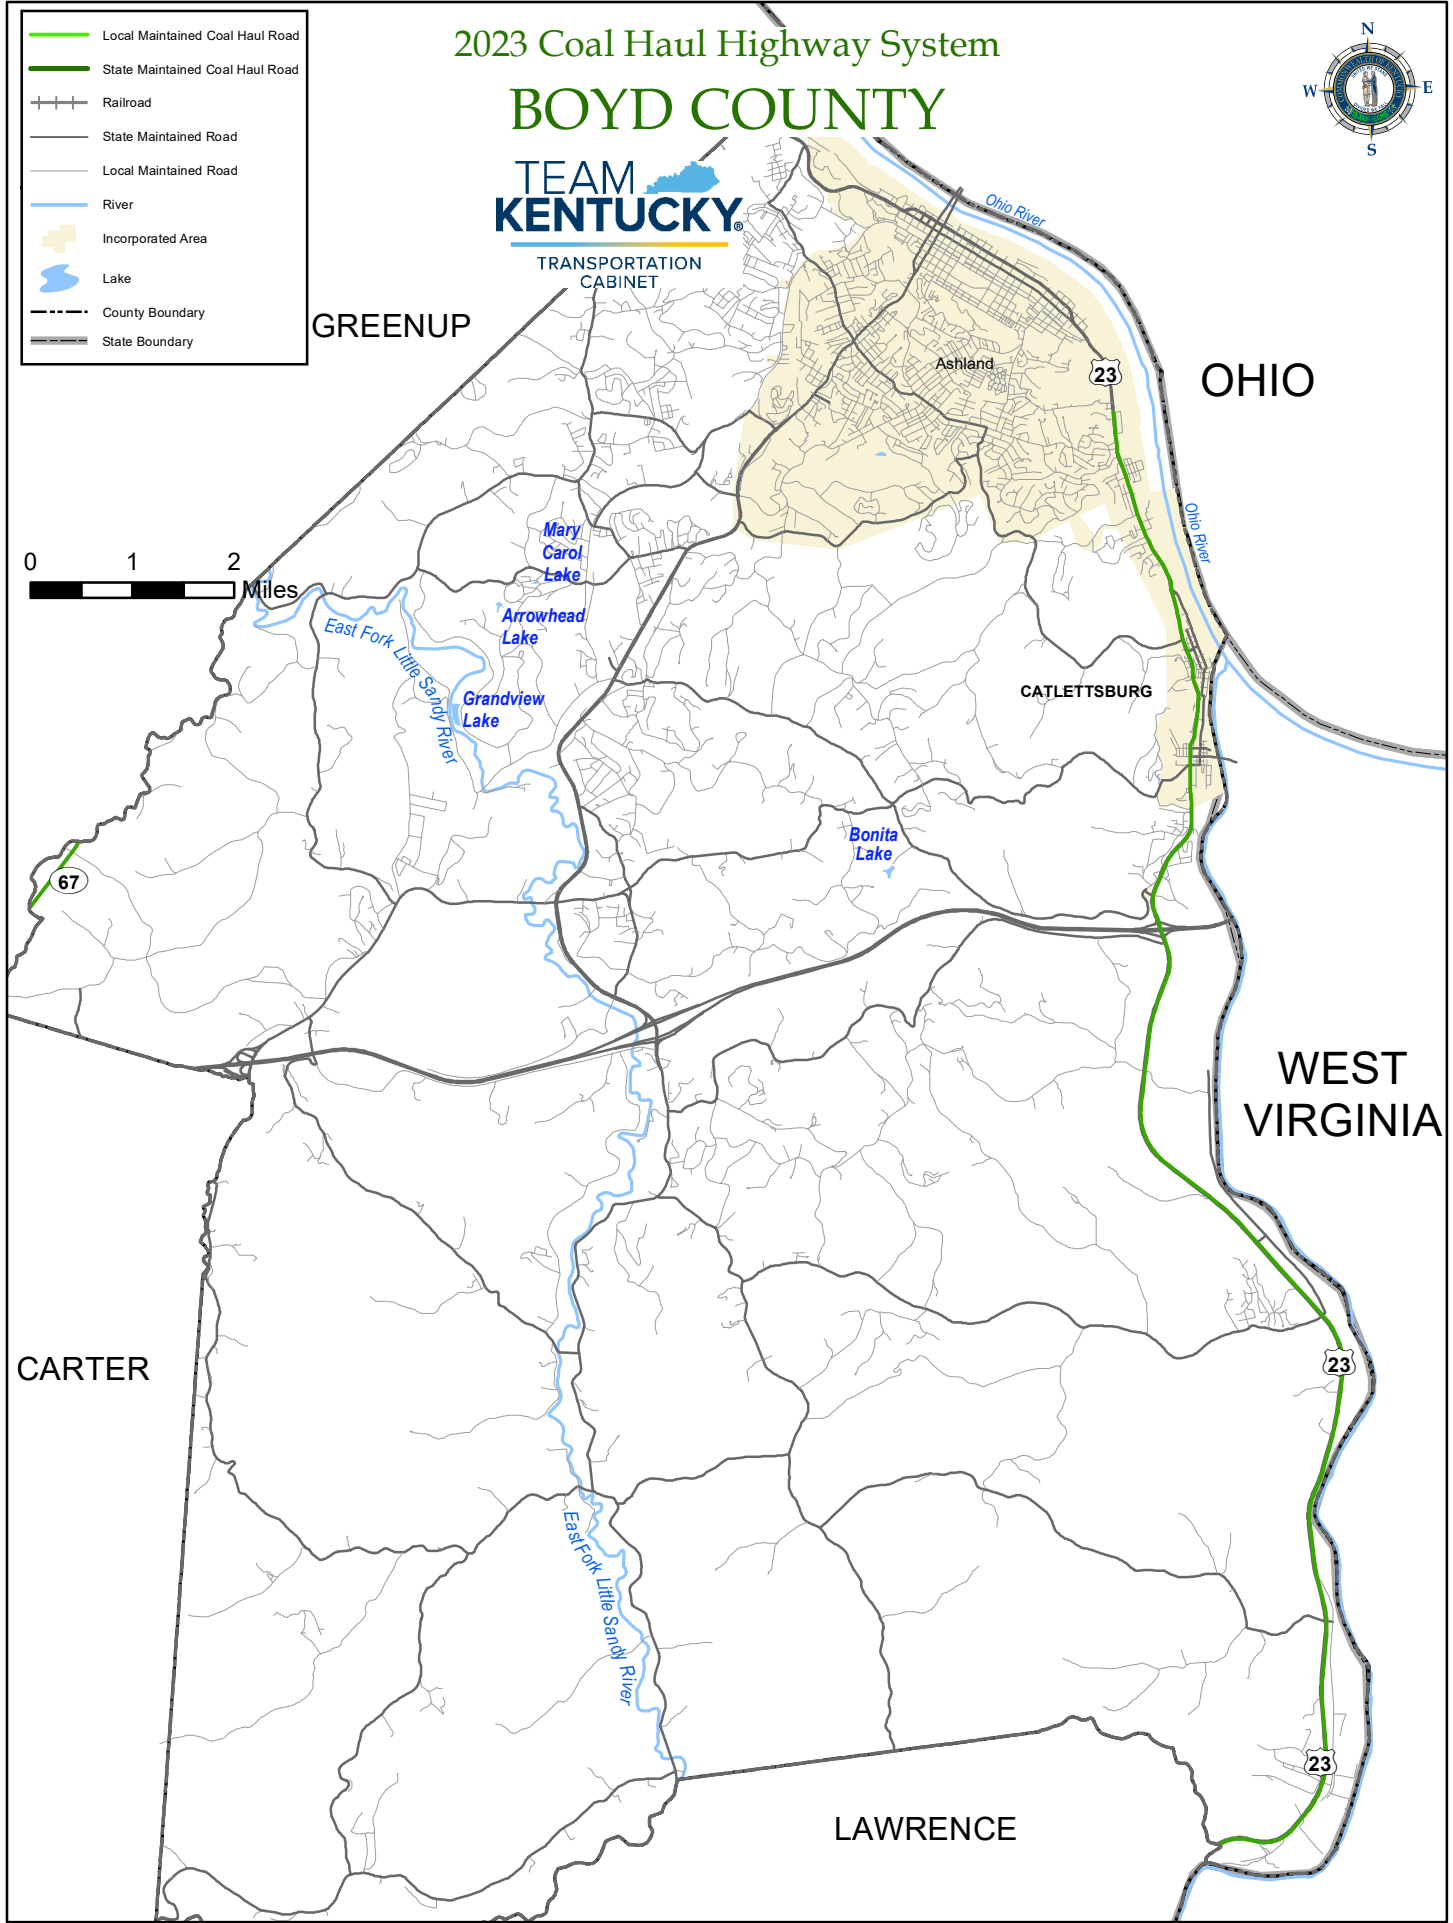 Local Maintained Coal Haul Road
State Maintained Coal Haul Road
Railroad
State Maintained Road
Local Maintained Road
River
Incorporated Area
Lake
County Boundary
State Boundary
2023 Coal Haul Highway System
BOYD COUNTY
TEAM
KENTUCKY®
TRANSPORTATION
CABINET
N
W
E
S
Ohio River
GREENUP
Ashland
23
OHIO
Ohio River
Mary
Carol
Lake
0 1 2
Miles
Arrowhead
Lake
East Fork Little Sandy River
Grandview
Lake
CATLETTSBURG
Bonita
Lake
67
WEST
VIRGINIA
CARTER
23
East Fork Little Sandy River
23
LAWRENCE